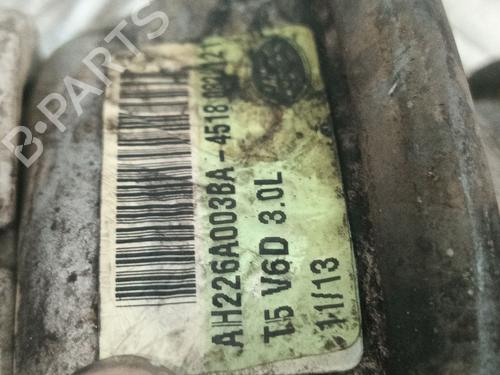 B-PARTS
AH226A003BA - 4518
T5 V6D 3.0L
11/13